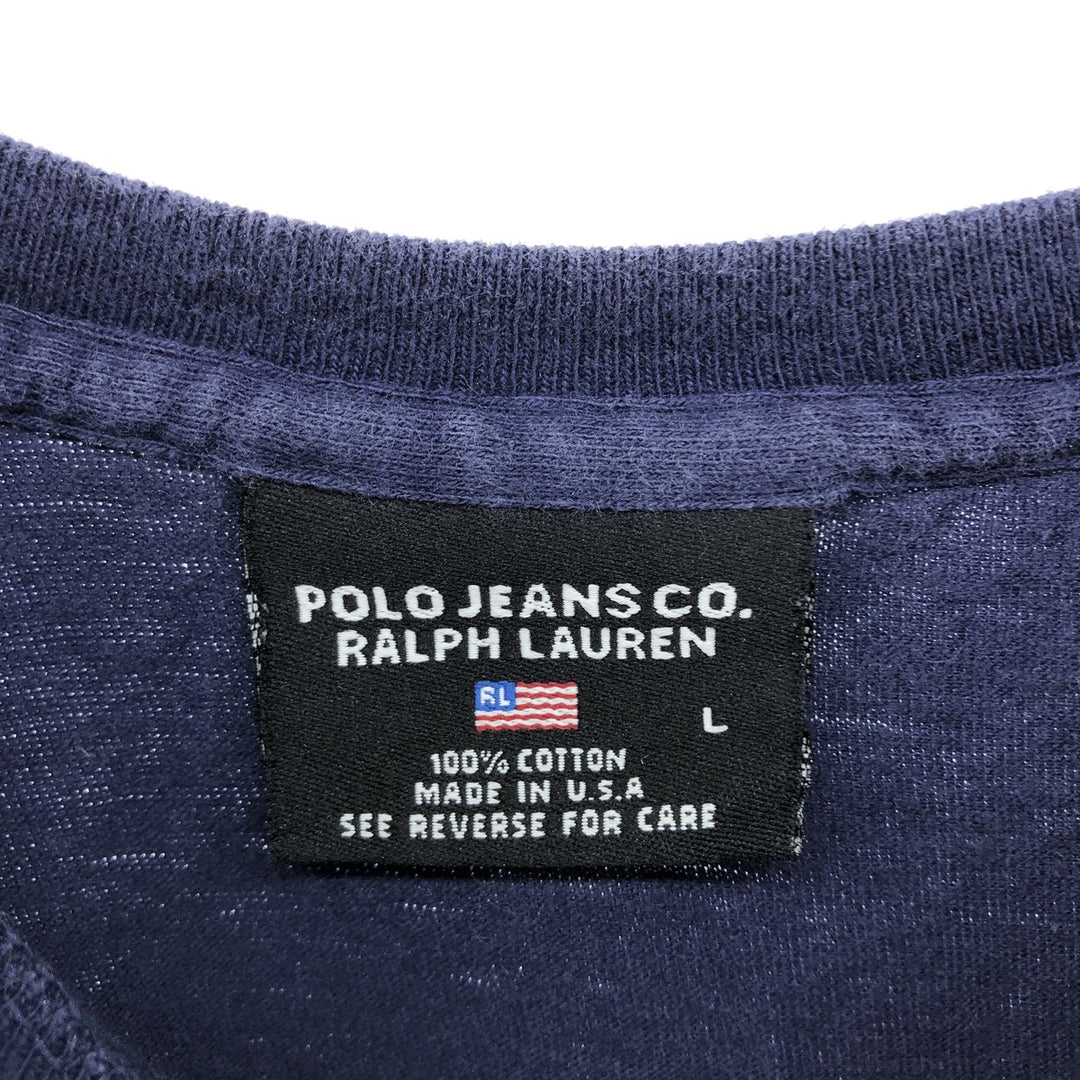 POLO JEANS CO.
RALPH LAUREN
RL
L
100% COTTON
MADE IN U.S.A
SEE REVERSE FOR CARE